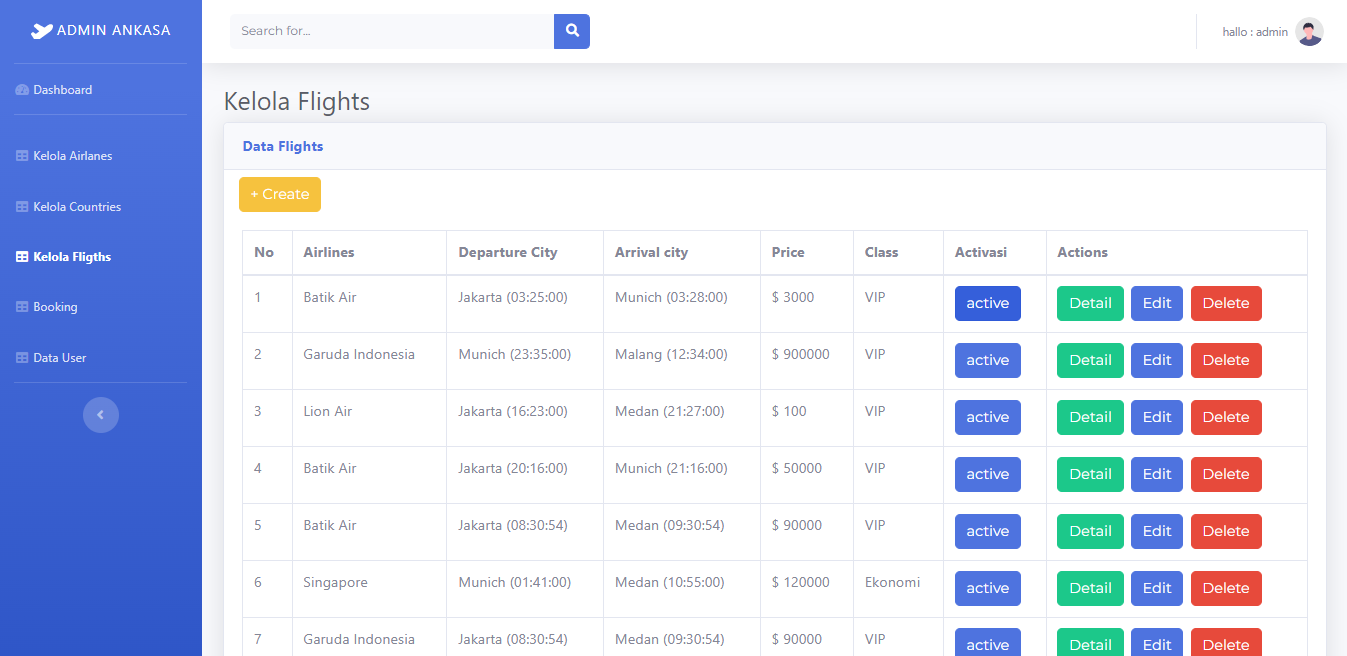 ADMIN ANKASA
Search for...
hallo : admin
Dashboard
Kelola Airlanes
Kelola Countries
Kelola Fligths
Booking
Data User
Kelola Flights
Data Flights
+ Create
No Airlines Departure City Arrival city Price Class Activasi Actions
1 Batik Air Jakarta (03:25:00) Munich (03:28:00) $ 3000 VIP active Detail Edit Delete
2 Garuda Indonesia Munich (23:35:00) Malang (12:34:00) $ 900000 VIP active Detail Edit Delete
3 Lion Air Jakarta (16:23:00) Medan (21:27:00) $ 100 VIP active Detail Edit Delete
4 Batik Air Jakarta (20:16:00) Munich (21:16:00) $ 50000 VIP active Detail Edit Delete
5 Batik Air Jakarta (08:30:54) Medan (09:30:54) $ 90000 VIP active Detail Edit Delete
6 Singapore Munich (01:41:00) Medan (10:55:00) $ 120000 Ekonomi active Detail Edit Delete
7 Garuda Indonesia Jakarta (08:30:54) Medan (09:30:54) $ 90000 VIP active Detail Edit Delete